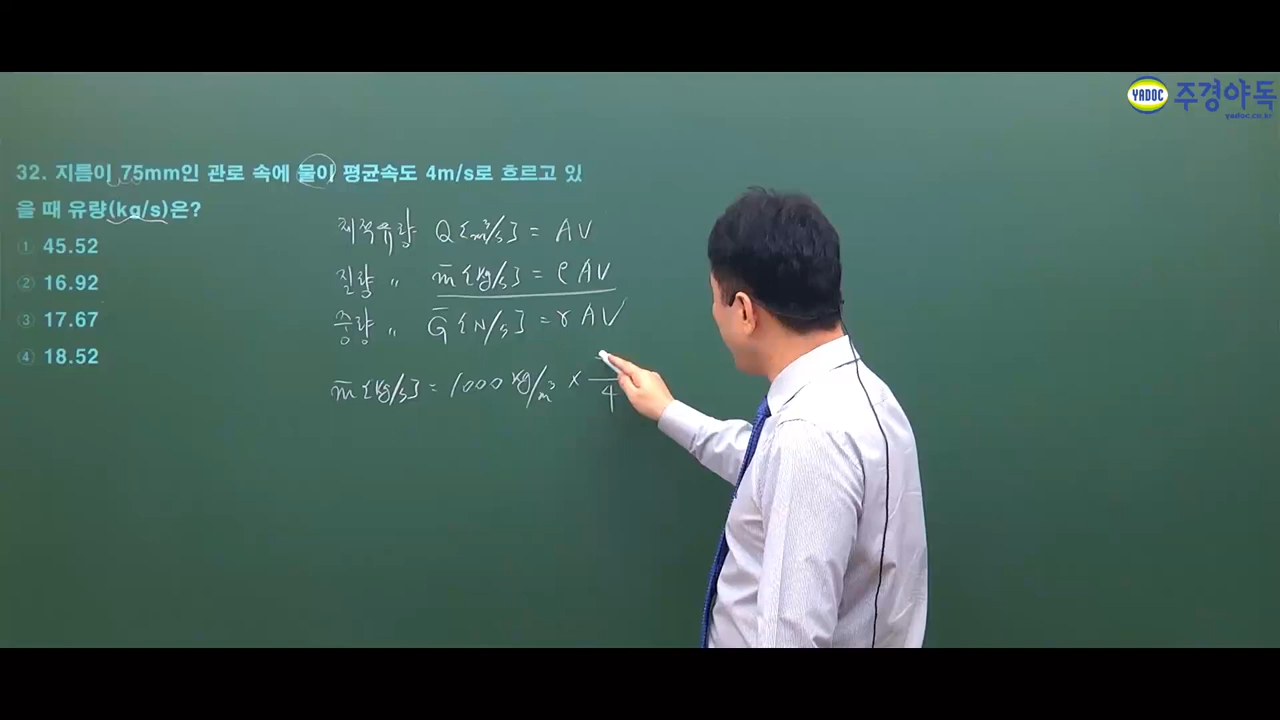 YADOC 주경야독
yadoc.co.kr
32. 지름이 75mm인 관로 속에 물이 평균속도 4m/s로 흐르고 있
을 때 유량(kg/s)은?
① 45.52
② 16.92
③ 17.67
④ 18.52
체적유량 Q{m³/s} = AV
질량 〃 m̄{kg/s} = ρAV
중량 〃 Ḡ{N/s} = γAV
m̄{kg/s} = 1000 kg/m³ × /4